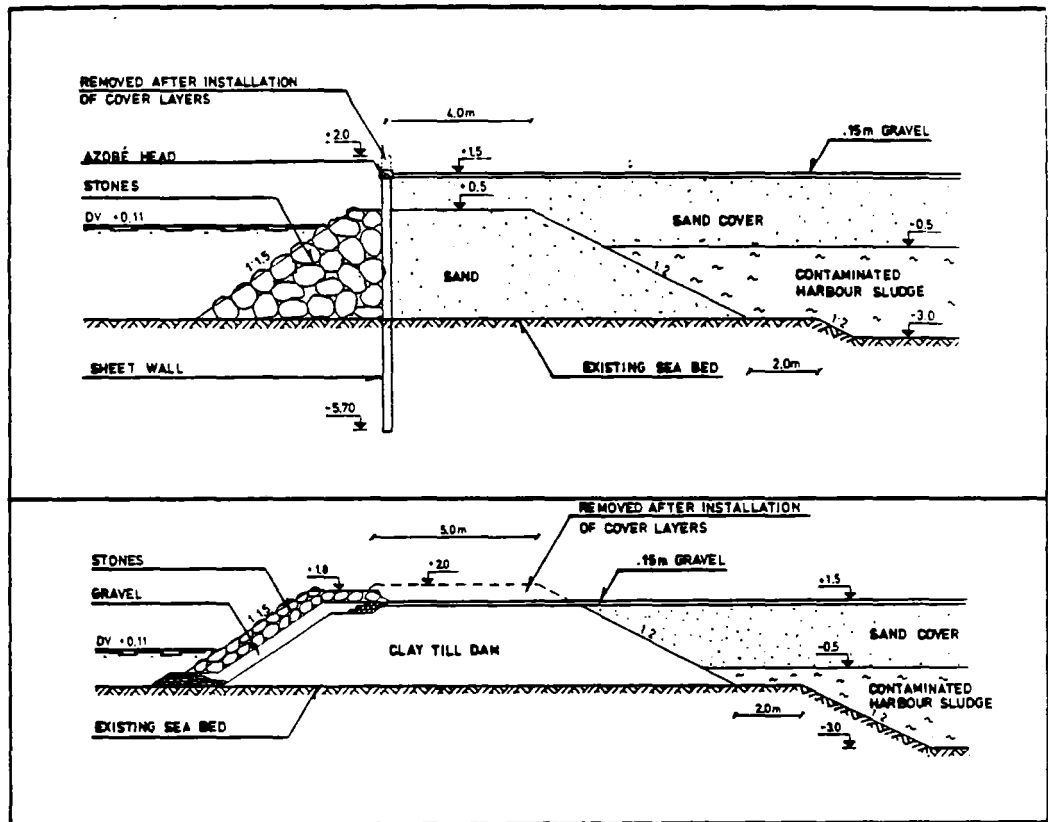 REMOVED AFTER INSTALLATION
OF COVER LAYERS
4.0m
+2.0
.15m GRAVEL
AZOBÉ HEAD
+1.5
STONES
+0.5
DV +0.11
SAND COVER
-0.5
1:1.5
SAND
1:2
CONTAMINATED
HARBOUR SLUDGE
1:2
-3.0
SHEET WALL
EXISTING SEA BED
2.0m
-5.70
REMOVED AFTER INSTALLATION
OF COVER LAYERS
5.0m
STONES
+1.8
+2.0
.15m GRAVEL
+1.5
GRAVEL
1:1.5
DV +0.11
1:2
SAND COVER
CLAY TILL DAM
-0.5
CONTAMINATED
HARBOUR SLUDGE
1:2
EXISTING SEA BED
2.0m
-3.0